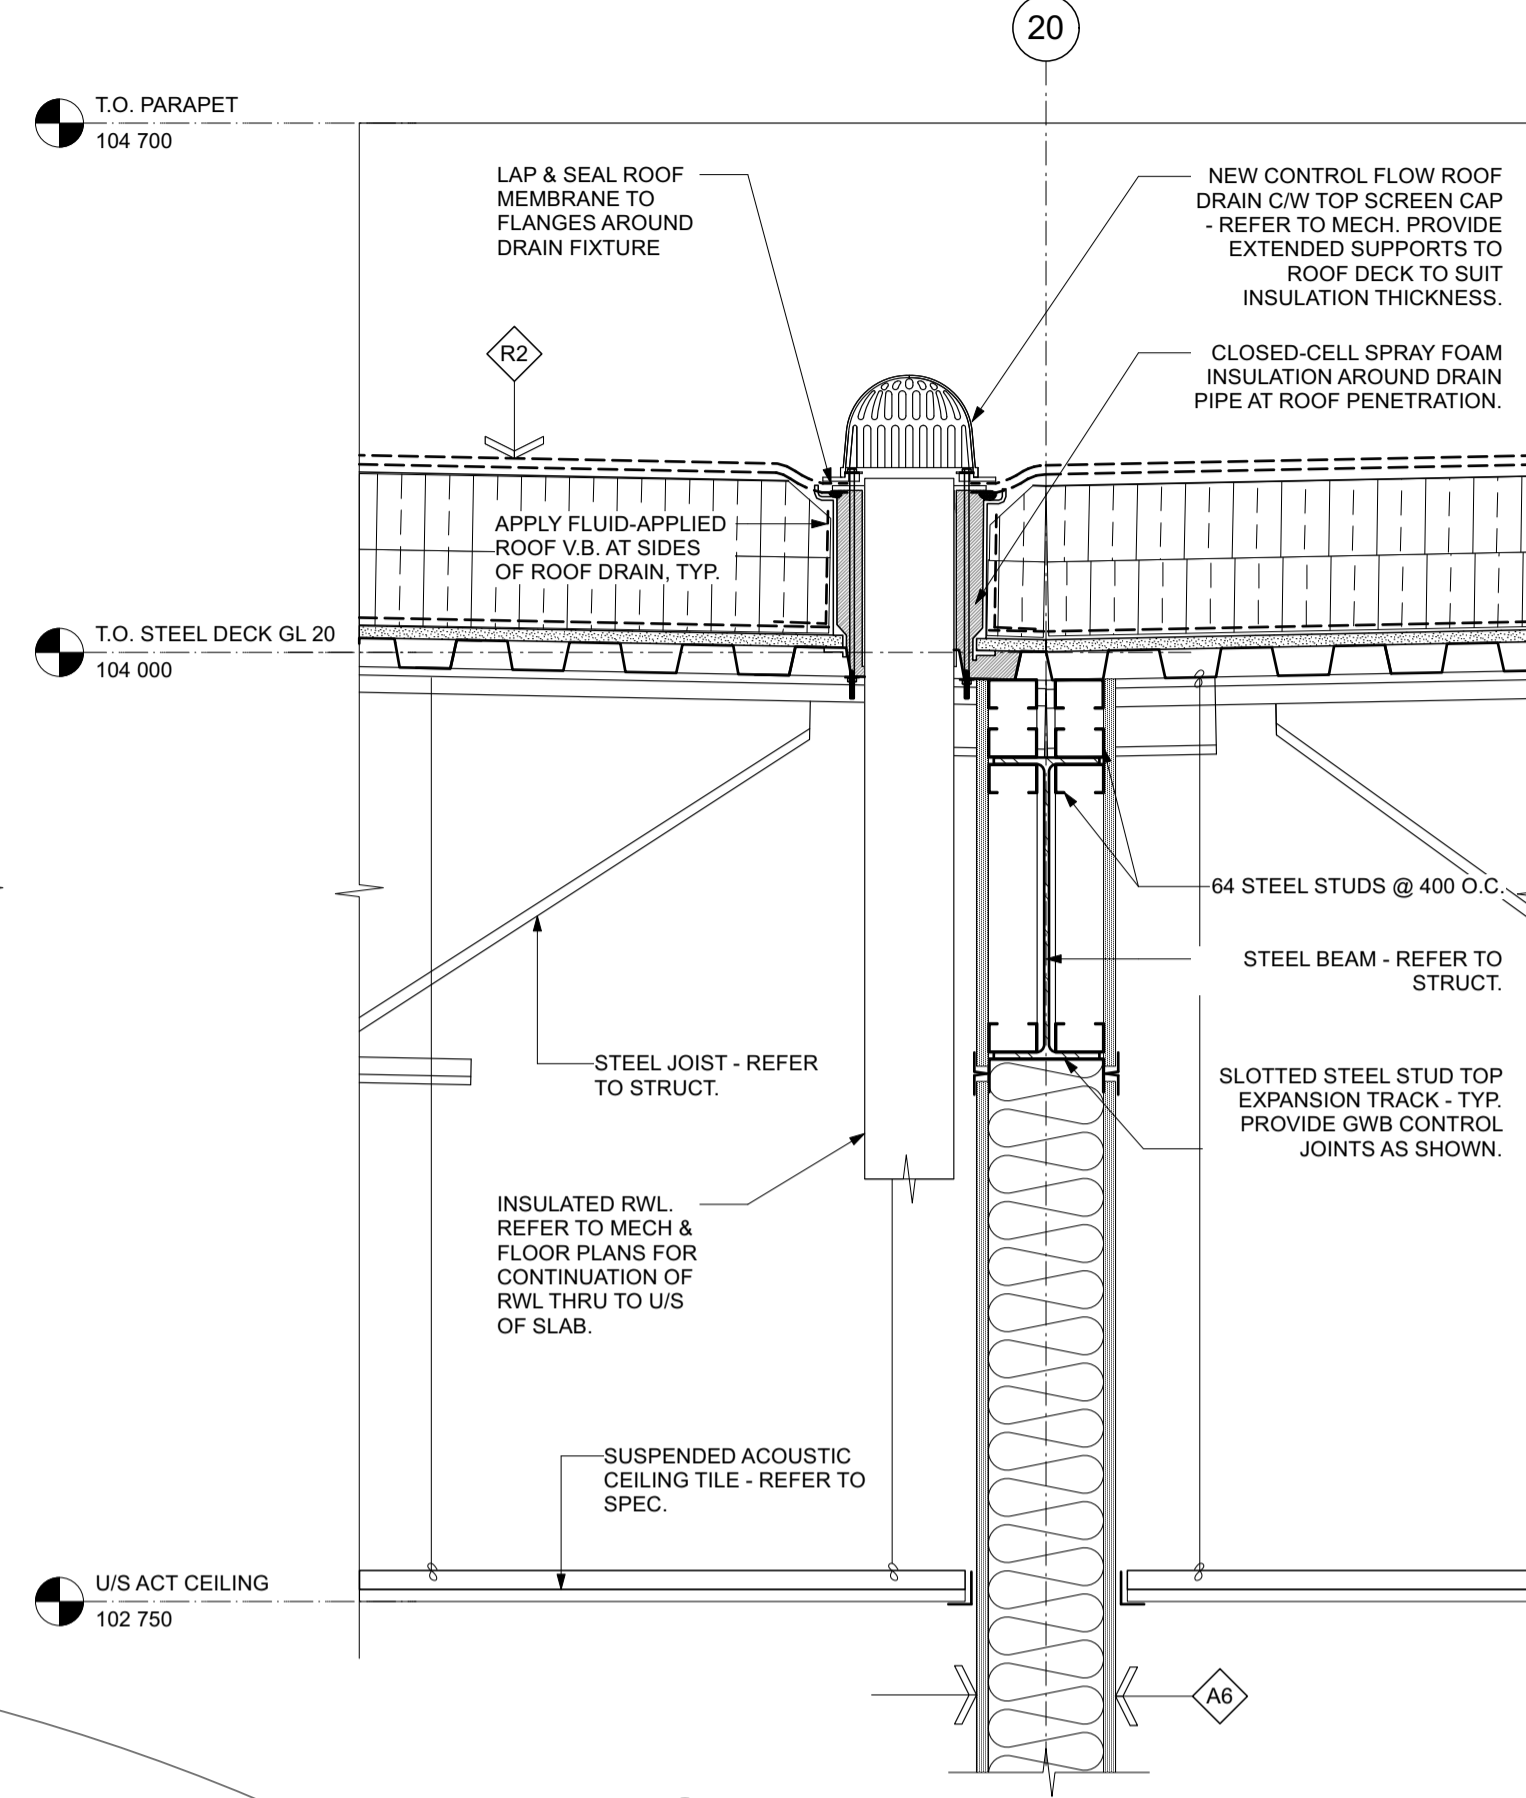 20
T.O. PARAPET
104 700
LAP & SEAL ROOF
MEMBRANE TO
FLANGES AROUND
DRAIN FIXTURE
NEW CONTROL FLOW ROOF
DRAIN C/W TOP SCREEN CAP
- REFER TO MECH. PROVIDE
EXTENDED SUPPORTS TO
ROOF DECK TO SUIT
INSULATION THICKNESS.
R2
CLOSED-CELL SPRAY FOAM
INSULATION AROUND DRAIN
PIPE AT ROOF PENETRATION.
APPLY FLUID-APPLIED
ROOF V.B. AT SIDES
OF ROOF DRAIN, TYP.
T.O. STEEL DECK GL 20
104 000
64 STEEL STUDS @ 400 O.C.
STEEL BEAM - REFER TO
STRUCT.
STEEL JOIST - REFER
TO STRUCT.
SLOTTED STEEL STUD TOP
EXPANSION TRACK - TYP.
PROVIDE GWB CONTROL
JOINTS AS SHOWN.
INSULATED RWL.
REFER TO MECH &
FLOOR PLANS FOR
CONTINUATION OF
RWL THRU TO U/S
OF SLAB.
SUSPENDED ACOUSTIC
CEILING TILE - REFER TO
SPEC.
U/S ACT CEILING
102 750
A6